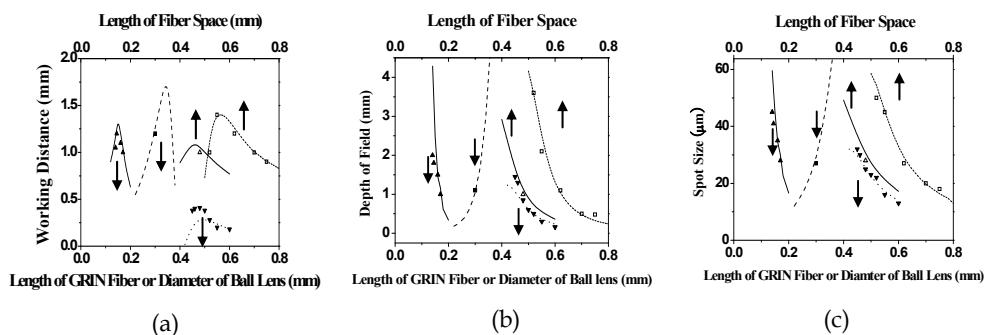 Length of Fiber Space (mm)
0.0 0.2 0.4 0.6 0.8
2.0
1.5
1.0
0.5
0.0
Working Distance (mm)
0.0 0.2 0.4 0.6 0.8
Length of GRIN Fiber or Diameter of Ball Lens (mm)
(a)
Length of Fiber Space
0.0 0.2 0.4 0.6 0.8
4
3
2
1
0
Depth of Field (mm)
0.0 0.2 0.4 0.6 0.8
Length of GRIN Fiber or Diameter of Ball lens (mm)
(b)
Length of Fiber Space
0.0 0.2 0.4 0.6 0.8
60
40
20
0
Spot Size (μm)
0.0 0.2 0.4 0.6 0.8
Length of GRIN Fiber or Diamter of Ball Lens (mm)
(c)